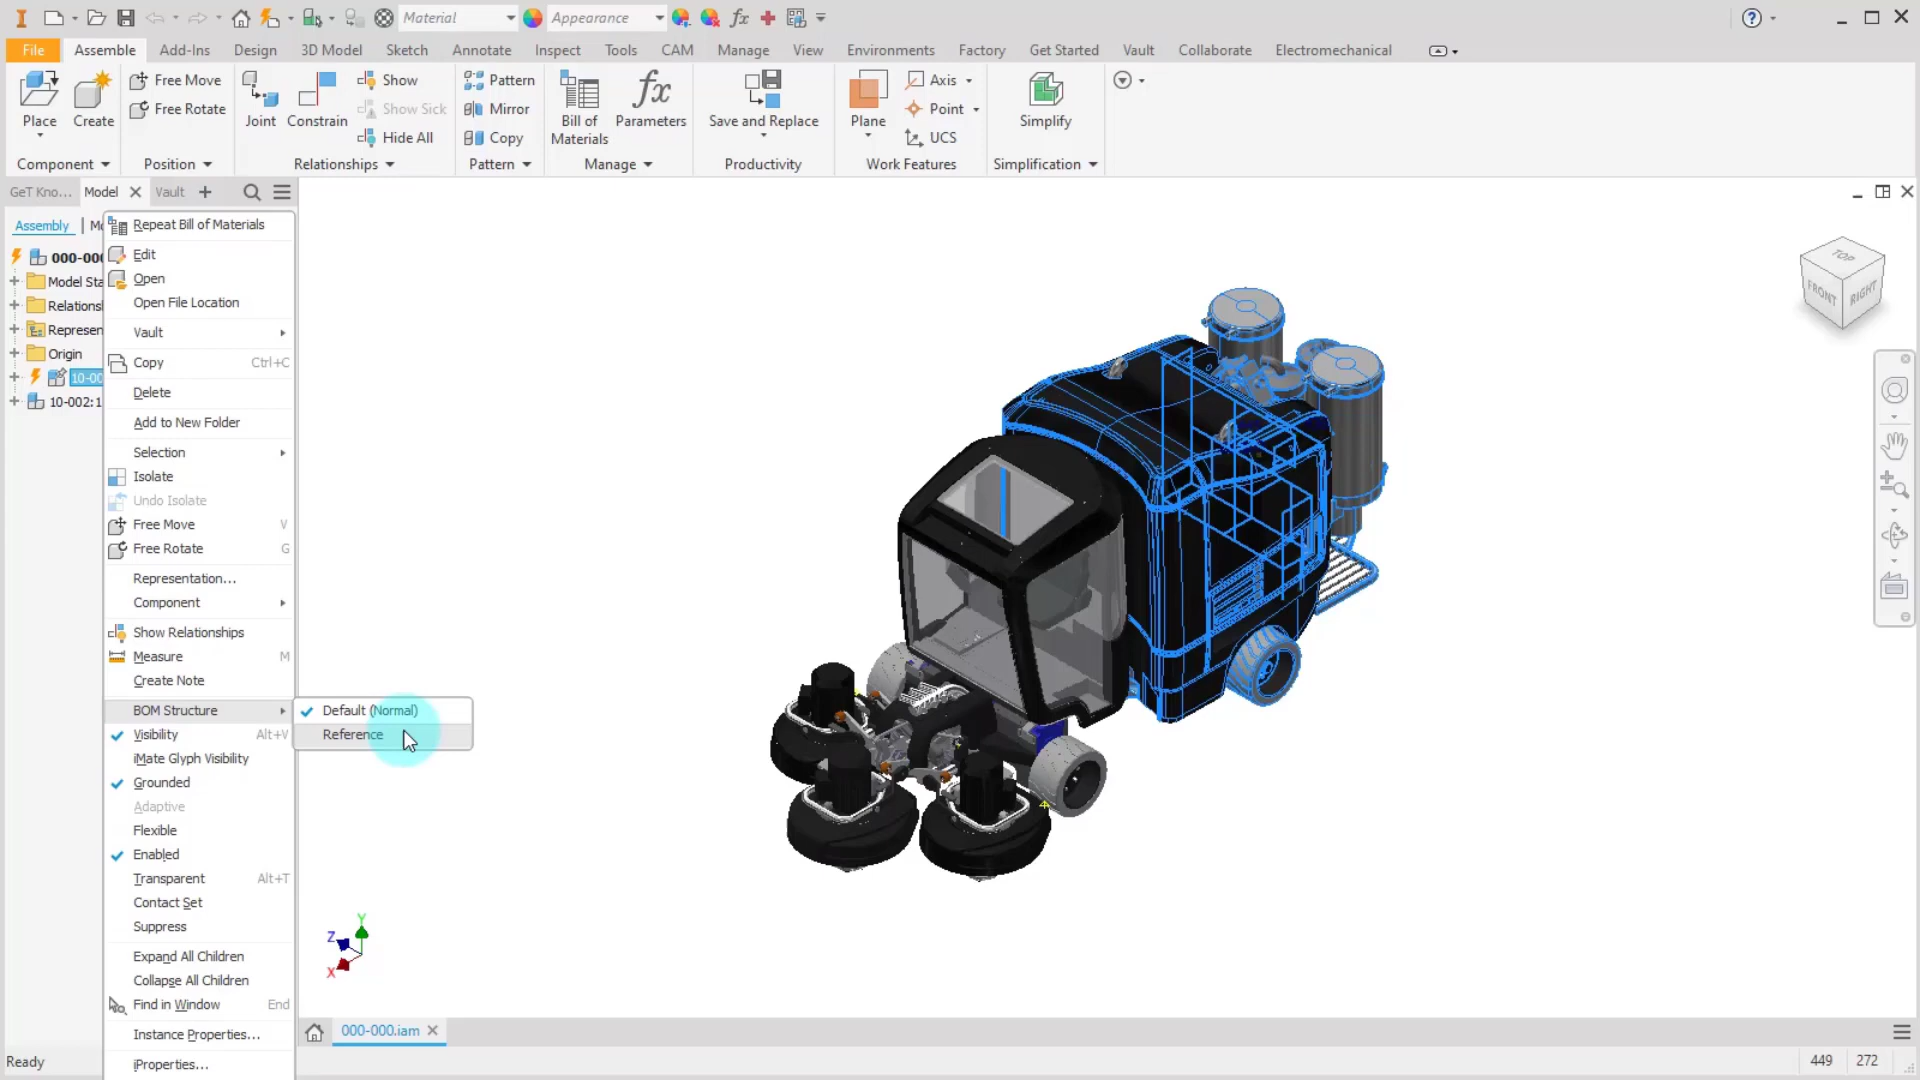 Material
Appearance
File Assemble Add-Ins Design 3D Model Sketch Annotate Inspect Tools CAM Manage View Environments Factory Get Started Vault Collaborate Electromechanical
Place
Create
Free Move
Free Rotate
Joint
Constrain
Show
Show Sick
Hide All
Pattern
Mirror
Copy
Bill of
Materials
fx
Parameters
Save and Replace
Plane
Axis
Point
UCS
Simplify
Component Position Relationships Pattern Manage Productivity Work Features Simplification
GeT Kno... Model Vault
Assembly | Mo
000-000
Model Sta
Relations
Represen
Origin
10-00
10-002:1
Repeat Bill of Materials
Edit
Open
Open File Location
Vault
Copy Ctrl+C
Delete
Add to New Folder
Selection
Isolate
Undo Isolate
Free Move V
Free Rotate G
Representation...
Component
Show Relationships
Measure M
Create Note
BOM Structure
Default (Normal)
Reference
Visibility Alt+V
iMate Glyph Visibility
Grounded
Adaptive
Flexible
Enabled
Transparent Alt+T
Contact Set
Suppress
Expand All Children
Collapse All Children
Find in Window End
Instance Properties...
iProperties...
TOP
FRONT
RIGHT
Y
Z
X
000-000.iam
Ready
449 272